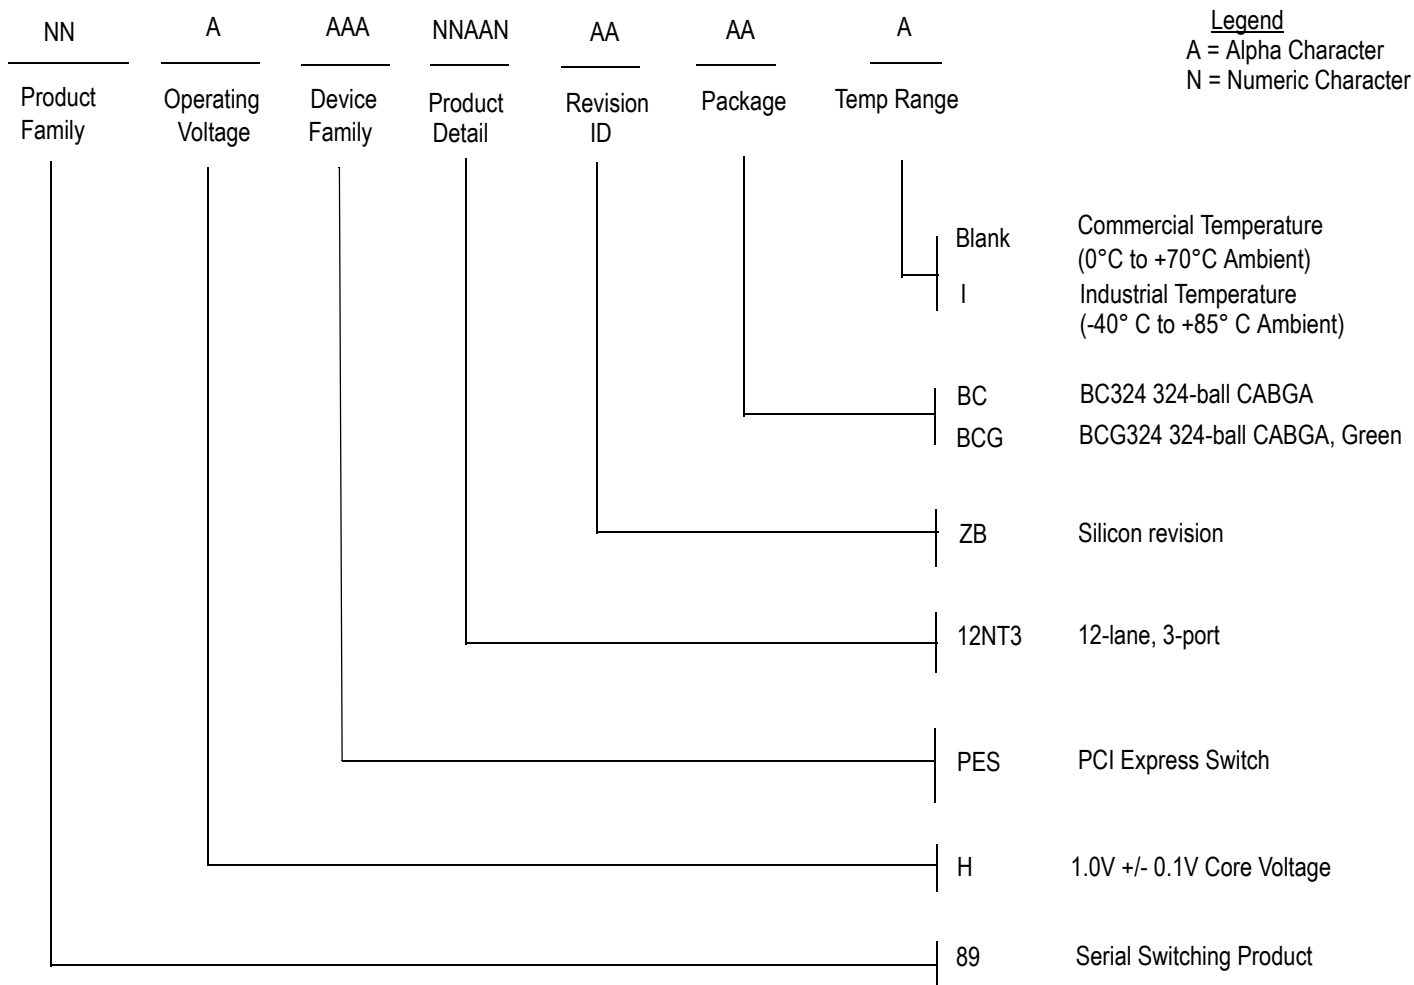 NN A AAA NNAAN AA AA A
Legend
A = Alpha Character
N = Numeric Character
Product Family
Operating Voltage
Device Family
Product Detail
Revision ID
Package
Temp Range
Blank Commercial Temperature
(0°C to +70°C Ambient)
I Industrial Temperature
(-40° C to +85° C Ambient)
BC BC324 324-ball CABGA
BCG BCG324 324-ball CABGA, Green
ZB Silicon revision
12NT3 12-lane, 3-port
PES PCI Express Switch
H 1.0V +/- 0.1V Core Voltage
89 Serial Switching Product